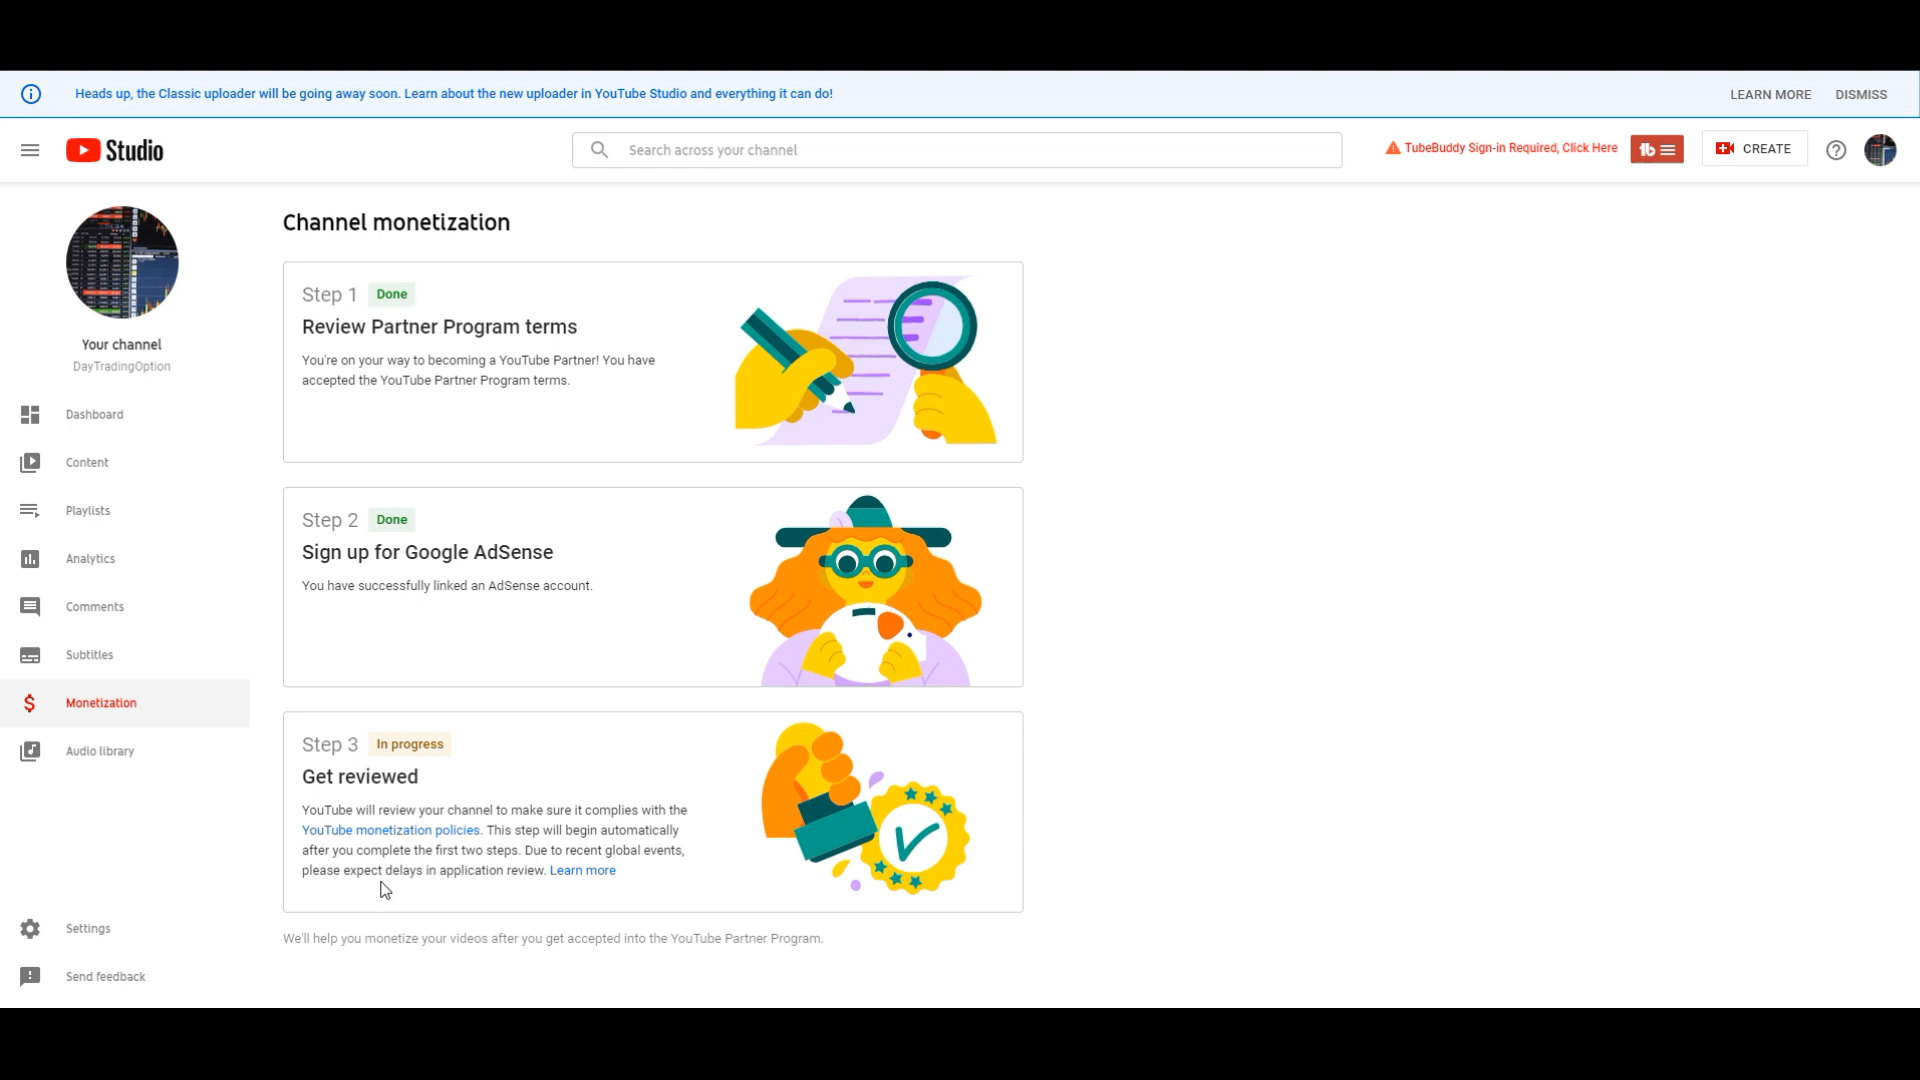 Heads up, the Classic uploader will be going away soon. Learn about the new uploader in YouTube Studio and everything it can do!
LEARN MORE
DISMISS
Studio
Search across your channel
TubeBuddy Sign-in Required, Click Here
tb
CREATE
Your channel
DayTradingOption
Dashboard
Content
Playlists
Analytics
Comments
Subtitles
Monetization
Audio library
Settings
Send feedback
Channel monetization
Step 1 Done
Review Partner Program terms
You're on your way to becoming a YouTube Partner! You have
accepted the YouTube Partner Program terms.
Step 2 Done
Sign up for Google AdSense
You have successfully linked an AdSense account.
Step 3 In progress
Get reviewed
YouTube will review your channel to make sure it complies with the
YouTube monetization policies. This step will begin automatically
after you complete the first two steps. Due to recent global events,
please expect delays in application review. Learn more
We'll help you monetize your videos after you get accepted into the YouTube Partner Program.